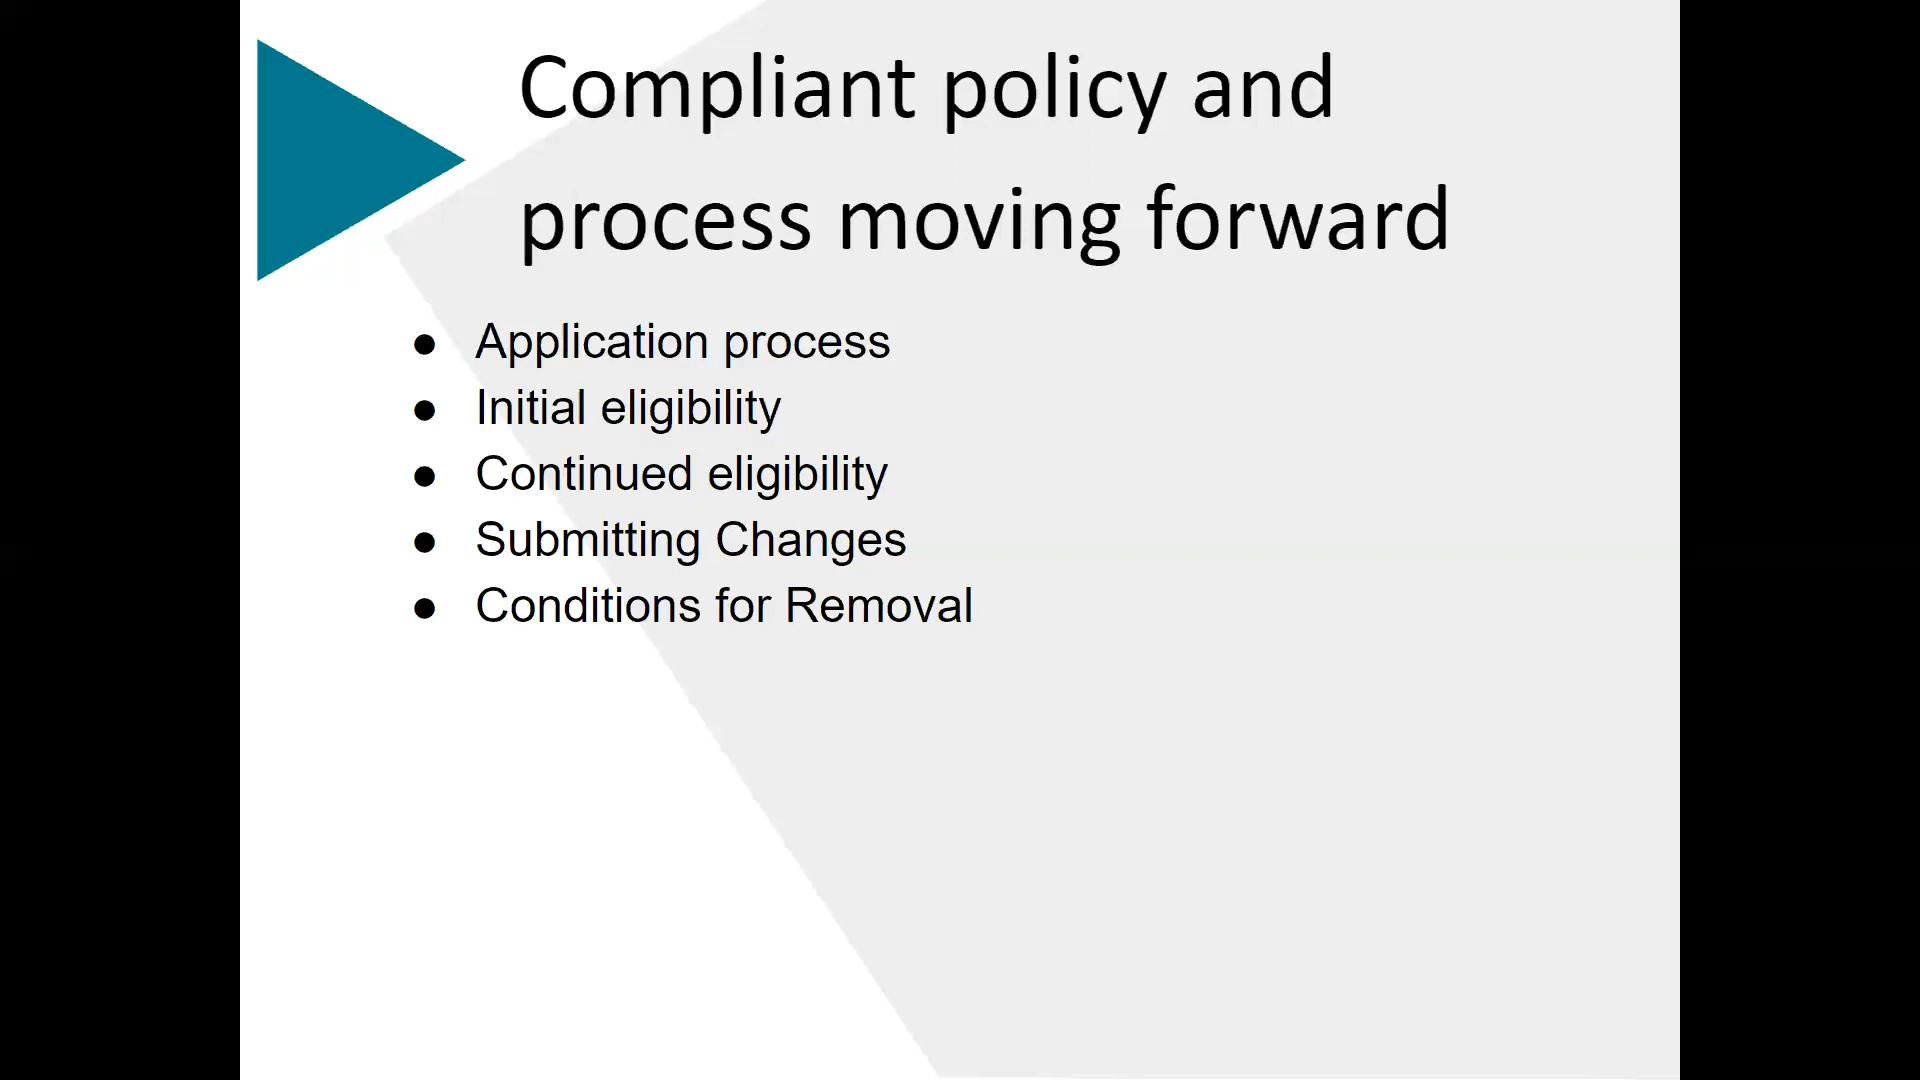 Compliant policy and
process moving forward
● Application process
● Initial eligibility
● Continued eligibility
● Submitting Changes
● Conditions for Removal